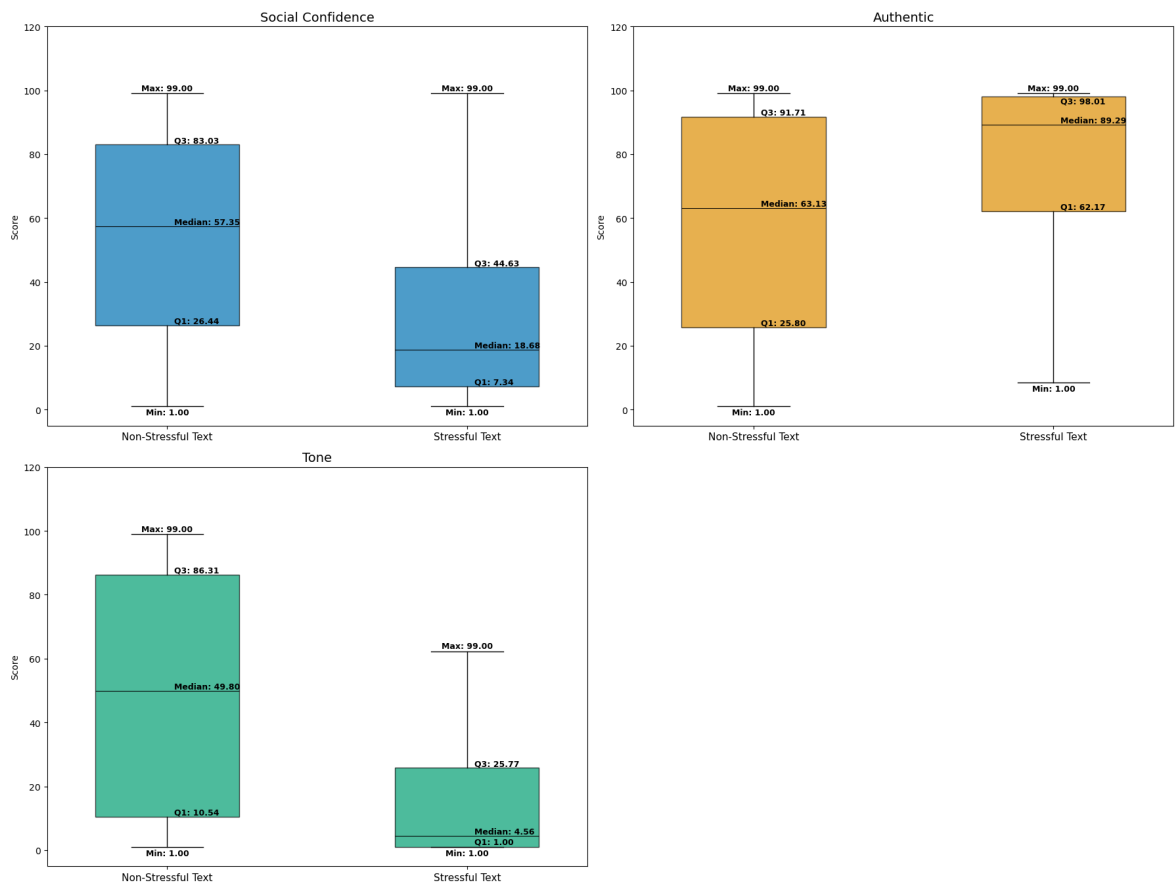 Social Confidence
120
100
80
60
40
20
0
Score
Max: 99.00
Q3: 83.03
Median: 57.35
Q1: 26.44
Min: 1.00
Max: 99.00
Q3: 44.63
Median: 18.68
Q1: 7.34
Min: 1.00
Non-Stressful Text
Stressful Text
Authentic
120
100
80
60
40
20
0
Score
Max: 99.00
Q3: 91.71
Median: 63.13
Q1: 25.80
Min: 1.00
Max: 99.00
Q3: 98.01
Median: 89.29
Q1: 62.17
Min: 1.00
Non-Stressful Text
Stressful Text
Tone
120
100
80
60
40
20
0
Score
Max: 99.00
Q3: 86.31
Median: 49.80
Q1: 10.54
Min: 1.00
Max: 99.00
Q3: 25.77
Median: 4.56
Q1: 1.00
Min: 1.00
Non-Stressful Text
Stressful Text